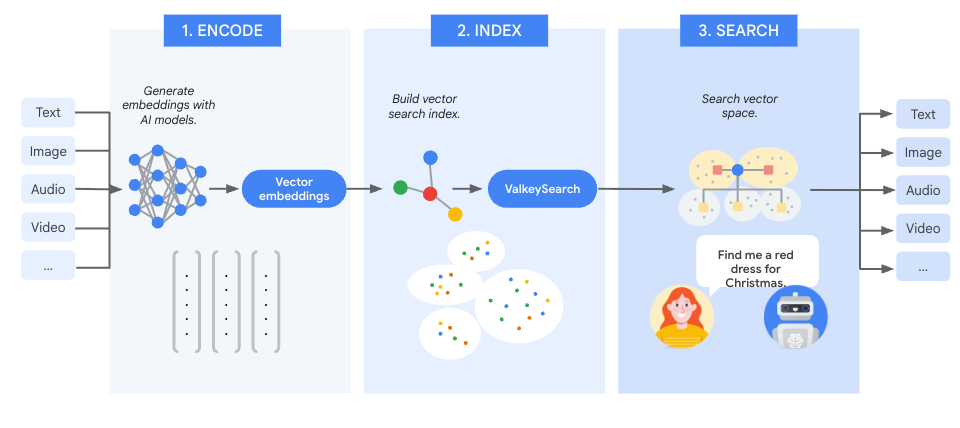 1. ENCODE
2. INDEX
3. SEARCH
Generate
embeddings with
AI models.
Build vector
search index.
Search vector
space.
Text
Image
Audio
Video
...
Vector
embeddings
ValkeySearch
Find me a red
dress for
Christmas.
Text
Image
Audio
Video
...